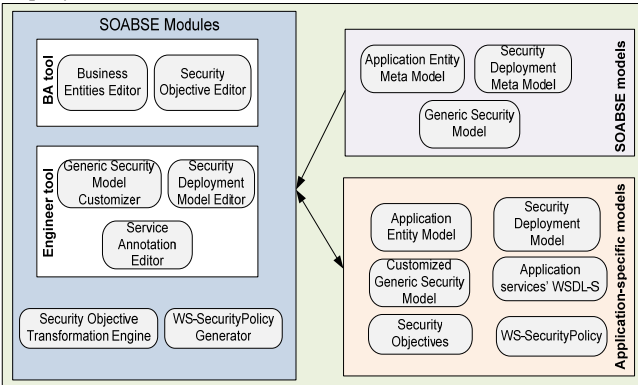 SOABSE Modules
BA tool
Business
Entities Editor
Security
Objective Editor
Engineer tool
Generic Security
Model
Customizer
Security
Deployment
Model Editor
Service
Annotation
Editor
Security Objective
Transformation Engine
WS-SecurityPolicy
Generator
Application Entity
Meta Model
Security
Deployment
Meta Model
Generic Security
Model
SOABSE models
Application
Entity Model
Security
Deployment
Model
Customized
Generic Security
Model
Application
services' WSDL-S
Security
Objectives
WS-SecurityPolicy
Application-specific models